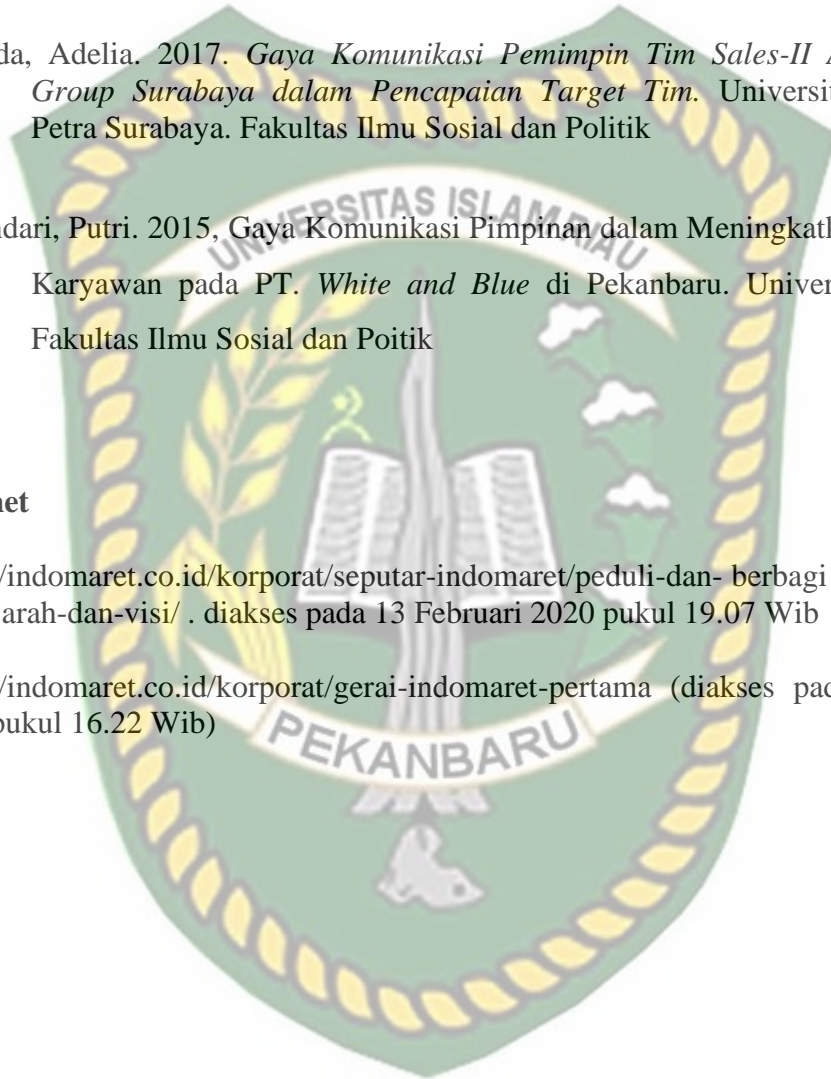 da, Adelia. 2017. Gaya Komunikasi Pemimpin Tim Sales-II
Group Surabaya dalam Pencapaian Target Tim. Universit
Petra Surabaya. Fakultas Ilmu Sosial dan Politik
UNIVERSITAS ISLAM RIAU
ndari, Putri. 2015, Gaya Komunikasi Pimpinan dalam Meningkatk
Karyawan pada PT. White and Blue di Pekanbaru. Univer
Fakultas Ilmu Sosial dan Poitik
net
/indomaret.co.id/korporat/seputar-indomaret/peduli-dan- berbagi
arah-dan-visi/ . diakses pada 13 Februari 2020 pukul 19.07 Wib
/indomaret.co.id/korporat/gerai-indomaret-pertama (diakses pad
pukul 16.22 Wib)
PEKANBARU